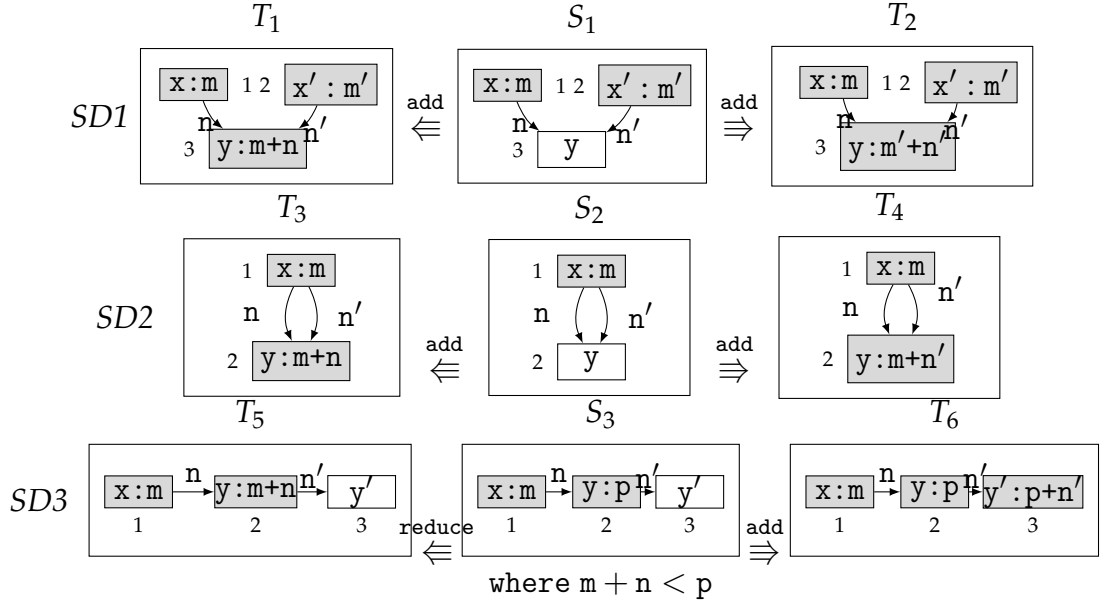 T₁ S₁ T₂
x:m 1 2 x′:m′ x:m 1 2 x′:m′ x:m 1 2 x′:m′
SD1 add ⇚ add ⇛
n n′ n n′ n n′
3 y:m+n 3 y 3 y:m′+n′
T₃ S₂ T₄
1 x:m 1 x:m 1 x:m
SD2 n n′ n n′ n n′
add ⇚ add ⇛
2 y:m+n 2 y 2 y:m+n′
T₅ S₃ T₆
n n′ n n′ n n′
SD3 x:m y:m+n y′ x:m y:p y′ x:m y:p y′:p+n′
1 2 3 1 2 3 1 2 3
reduce ⇚ add ⇛
where m + n < p